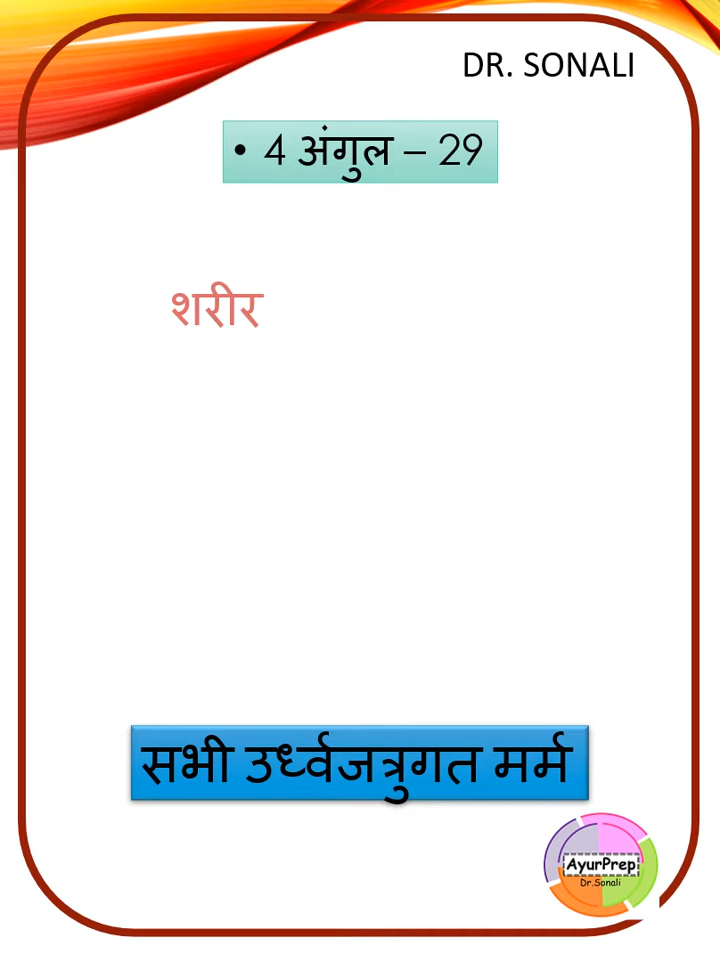 DR. SONALI
• 4 अंगुल – 29
शरीर
सभी उर्ध्वजत्रुगत मर्म
AyurPrep
Dr.Sonali